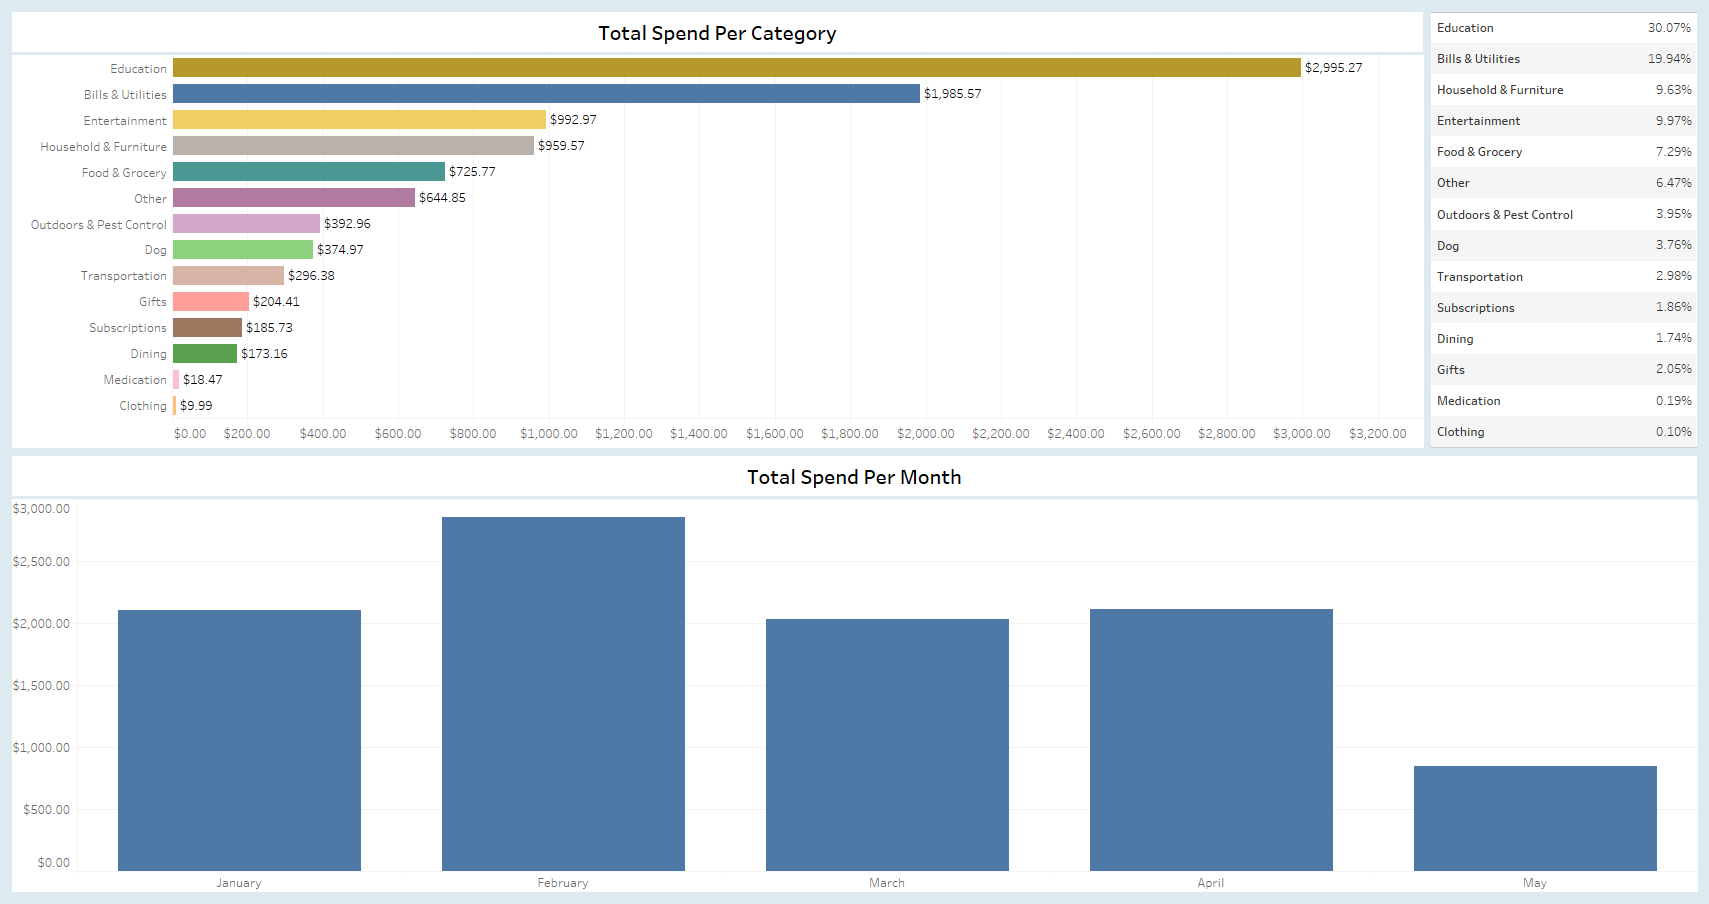 Total Spend Per Category
Education $2,995.27
Bills & Utilities $1,985.57
Entertainment $992.97
Household & Furniture $959.57
Food & Grocery $725.77
Other $644.85
Outdoors & Pest Control $392.96
Dog $374.97
Transportation $296.38
Gifts $204.41
Subscriptions $185.73
Dining $173.16
Medication $18.47
Clothing $9.99
$0.00 $200.00 $400.00 $600.00 $800.00 $1,000.00 $1,200.00 $1,400.00 $1,600.00 $1,800.00 $2,000.00 $2,200.00 $2,400.00 $2,600.00 $2,800.00 $3,000.00 $3,200.00
Education 30.07%
Bills & Utilities 19.94%
Household & Furniture 9.63%
Entertainment 9.97%
Food & Grocery 7.29%
Other 6.47%
Outdoors & Pest Control 3.95%
Dog 3.76%
Transportation 2.98%
Subscriptions 1.86%
Dining 1.74%
Gifts 2.05%
Medication 0.19%
Clothing 0.10%
Total Spend Per Month
$3,000.00
$2,500.00
$2,000.00
$1,500.00
$1,000.00
$500.00
$0.00
January February March April May